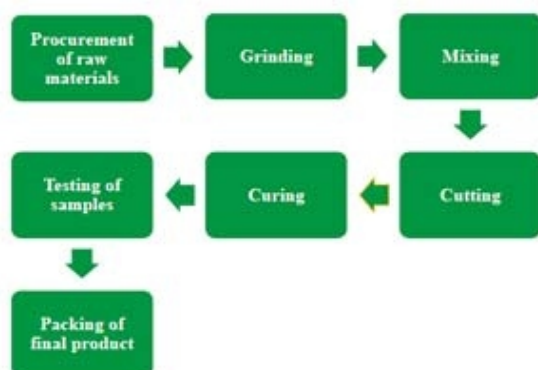 Procurement
of raw
materials
Grinding
Mixing
Cutting
Curing
Testing of
samples
Packing of
final product